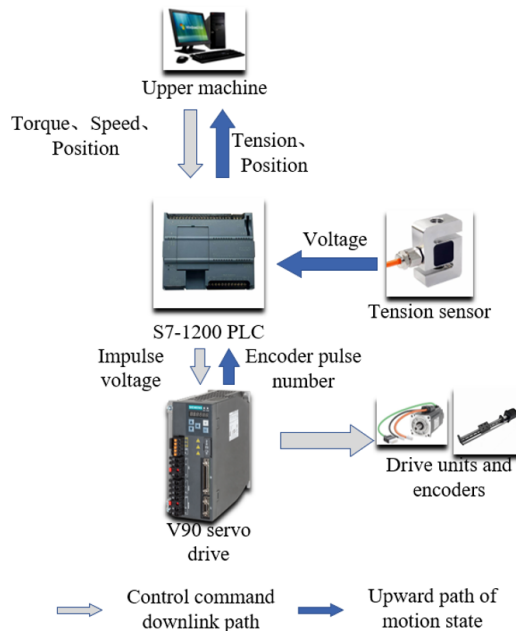 Upper machine
Torque、Speed、
Position
Tension、
Position
Voltage
Tension sensor
S7-1200 PLC
Impulse
voltage
Encoder pulse
number
Drive units and
encoders
V90 servo
drive
Control command
downlink path
Upward path of
motion state